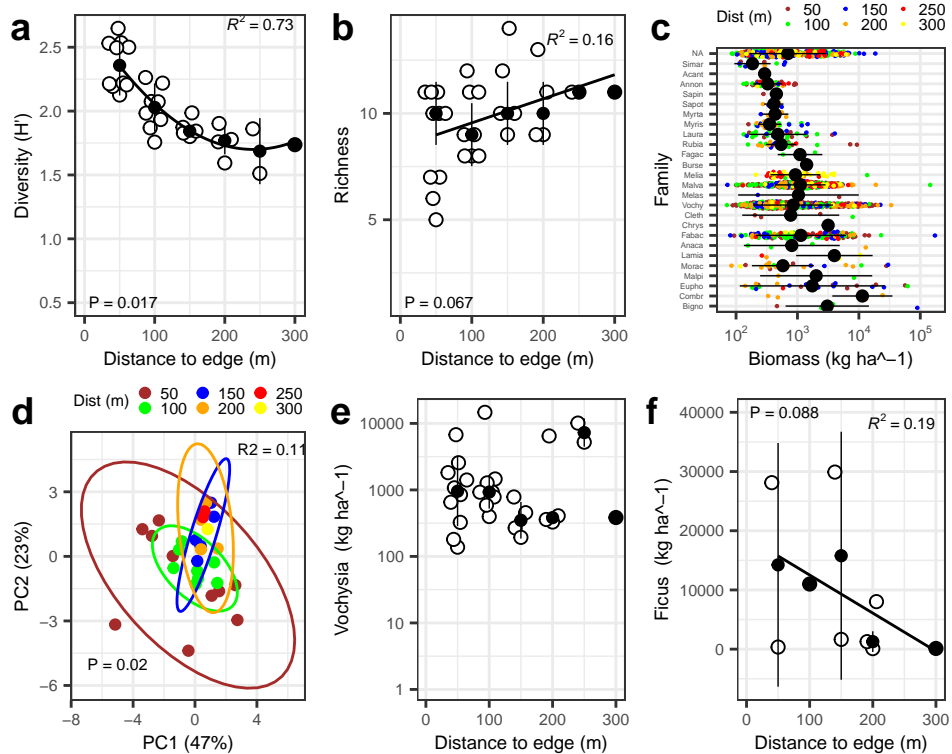 a
R² = 0.73
2.5
2.0
1.5
1.0
0.5
Diversity (H')
P = 0.017
0 100 200 300
Distance to edge (m)
b
R² = 0.16
10
5
Richness
P = 0.067
0 100 200 300
Distance to edge (m)
c
Dist (m) 50 150 250
100 200 300
Family
NA
Simar
Acant
Annon
Sapin
Sapot
Myrta
Myris
Laura
Rubia
Fagac
Burse
Melia
Malva
Melas
Vochy
Cleth
Chrys
Fabac
Anaca
Lamia
Morac
Malpi
Eupho
Combr
Bigno
10² 10³ 10⁴ 10⁵
Biomass (kg ha^−1)
d
Dist (m) 50 150 250
100 200 300
R2 = 0.11
3
0
−3
−6
PC2 (23%)
P = 0.02
−8 −4 0 4
PC1 (47%)
e
10000
1000
100
10
1
Vochysia (kg ha^−1)
0 100 200 300
Distance to edge (m)
f
P = 0.088
R² = 0.19
40000
30000
20000
10000
0
Ficus (kg ha^−1)
0 100 200 300
Distance to edge (m)